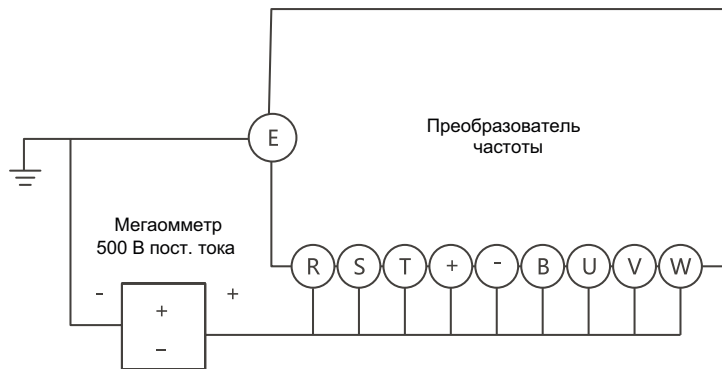 E
Преобразователь
частоты
Мегаомметр
500 В пост. тока
R S T + - B U V W
- +
+
–